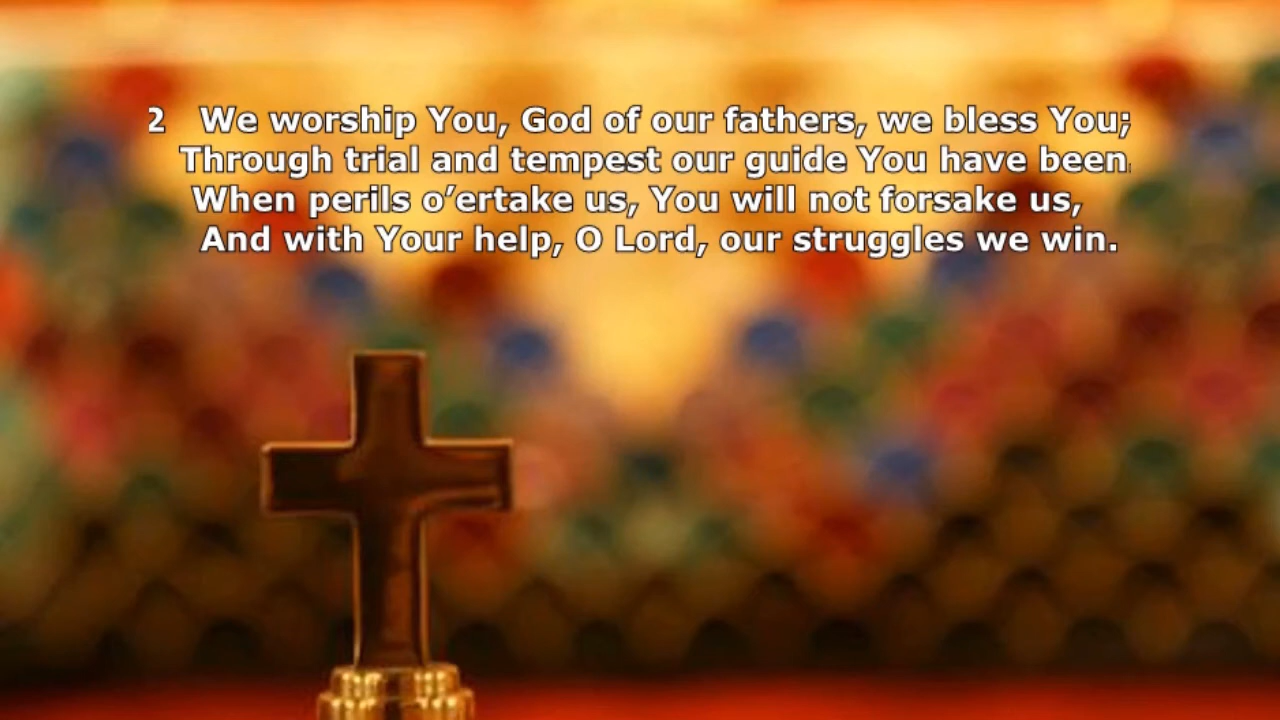 2 We worship You, God of our fathers, we bless You;
Through trial and tempest our guide You have been.
When perils o’ertake us, You will not forsake us,
And with Your help, O Lord, our struggles we win.